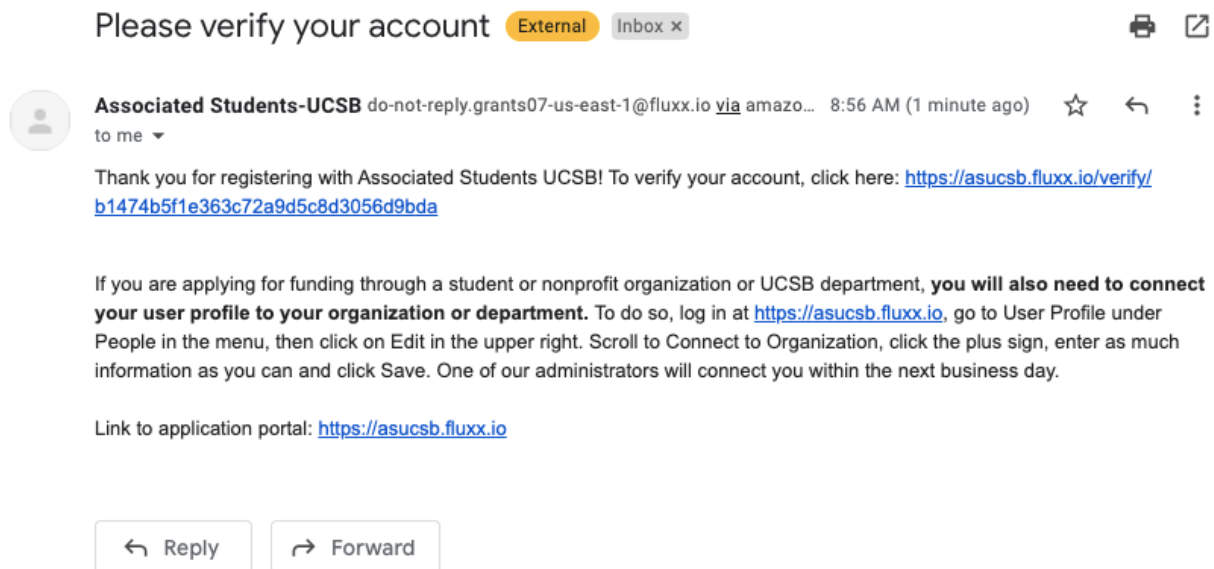 Please verify your account External Inbox ×
Associated Students-UCSB do-not-reply.grants07-us-east-1@fluxx.io via amazo... 8:56 AM (1 minute ago)
to me
Thank you for registering with Associated Students UCSB! To verify your account, click here: https://asucsb.fluxx.io/verify/
b1474b5f1e363c72a9d5c8d3056d9bda
If you are applying for funding through a student or nonprofit organization or UCSB department, you will also need to connect
your user profile to your organization or department. To do so, log in at https://asucsb.fluxx.io, go to User Profile under
People in the menu, then click on Edit in the upper right. Scroll to Connect to Organization, click the plus sign, enter as much
information as you can and click Save. One of our administrators will connect you within the next business day.
Link to application portal: https://asucsb.fluxx.io
Reply Forward